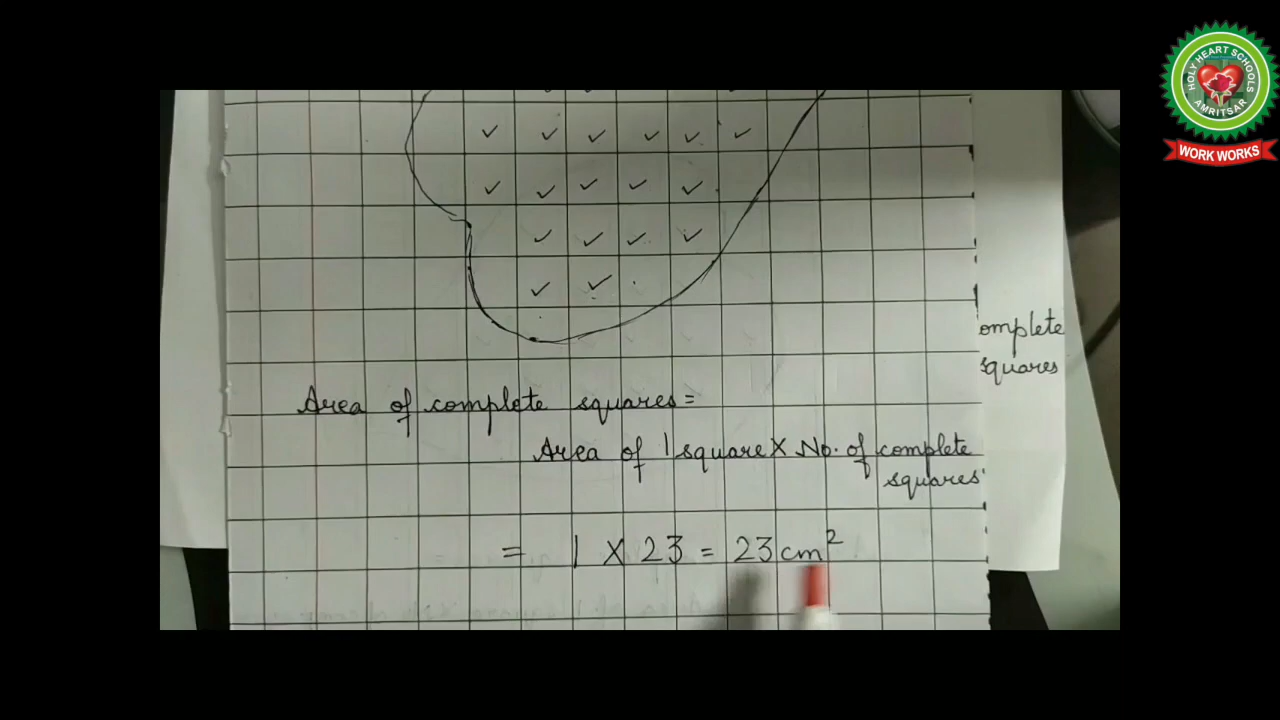 HOLY HEART SCHOOLS
AMRITSAR
WORK WORKS
omplete
squares
Area of complete squares =
Area of 1 square X No. of complete
squares
= 1 X 23 = 23 cm²